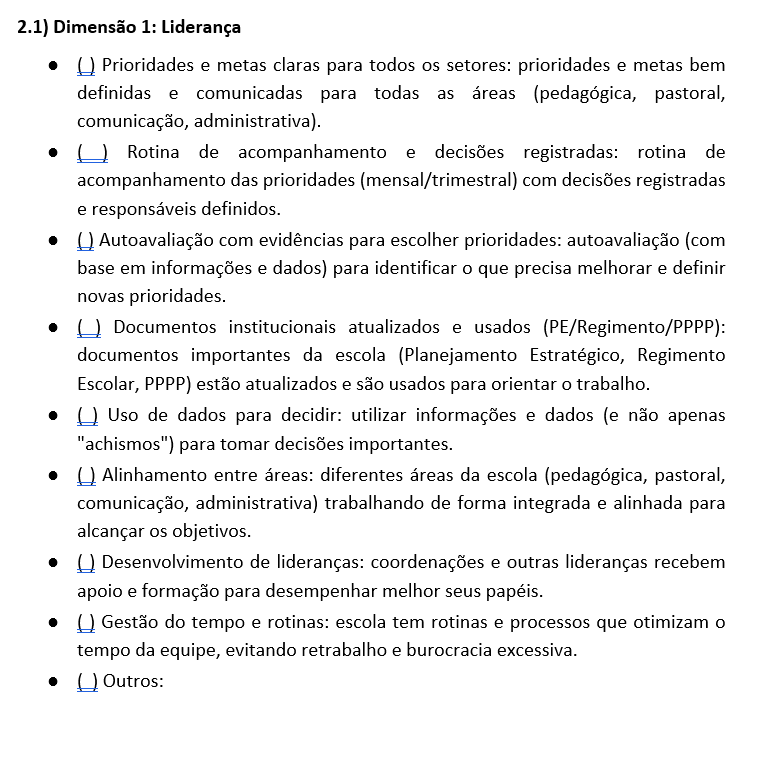 2.1) Dimensão 1: Liderança
● ( ) Prioridades e metas claras para todos os setores: prioridades e metas bem
definidas e comunicadas para todas as áreas (pedagógica, pastoral,
comunicação, administrativa).
● ( ) Rotina de acompanhamento e decisões registradas: rotina de
acompanhamento das prioridades (mensal/trimestral) com decisões registradas
e responsáveis definidos.
● ( ) Autoavaliação com evidências para escolher prioridades: autoavaliação (com
base em informações e dados) para identificar o que precisa melhorar e definir
novas prioridades.
● ( ) Documentos institucionais atualizados e usados (PE/Regimento/PPPP):
documentos importantes da escola (Planejamento Estratégico, Regimento
Escolar, PPPP) estão atualizados e são usados para orientar o trabalho.
● ( ) Uso de dados para decidir: utilizar informações e dados (e não apenas
"achismos") para tomar decisões importantes.
● ( ) Alinhamento entre áreas: diferentes áreas da escola (pedagógica, pastoral,
comunicação, administrativa) trabalhando de forma integrada e alinhada para
alcançar os objetivos.
● ( ) Desenvolvimento de lideranças: coordenações e outras lideranças recebem
apoio e formação para desempenhar melhor seus papéis.
● ( ) Gestão do tempo e rotinas: escola tem rotinas e processos que otimizam o
tempo da equipe, evitando retrabalho e burocracia excessiva.
● ( ) Outros: